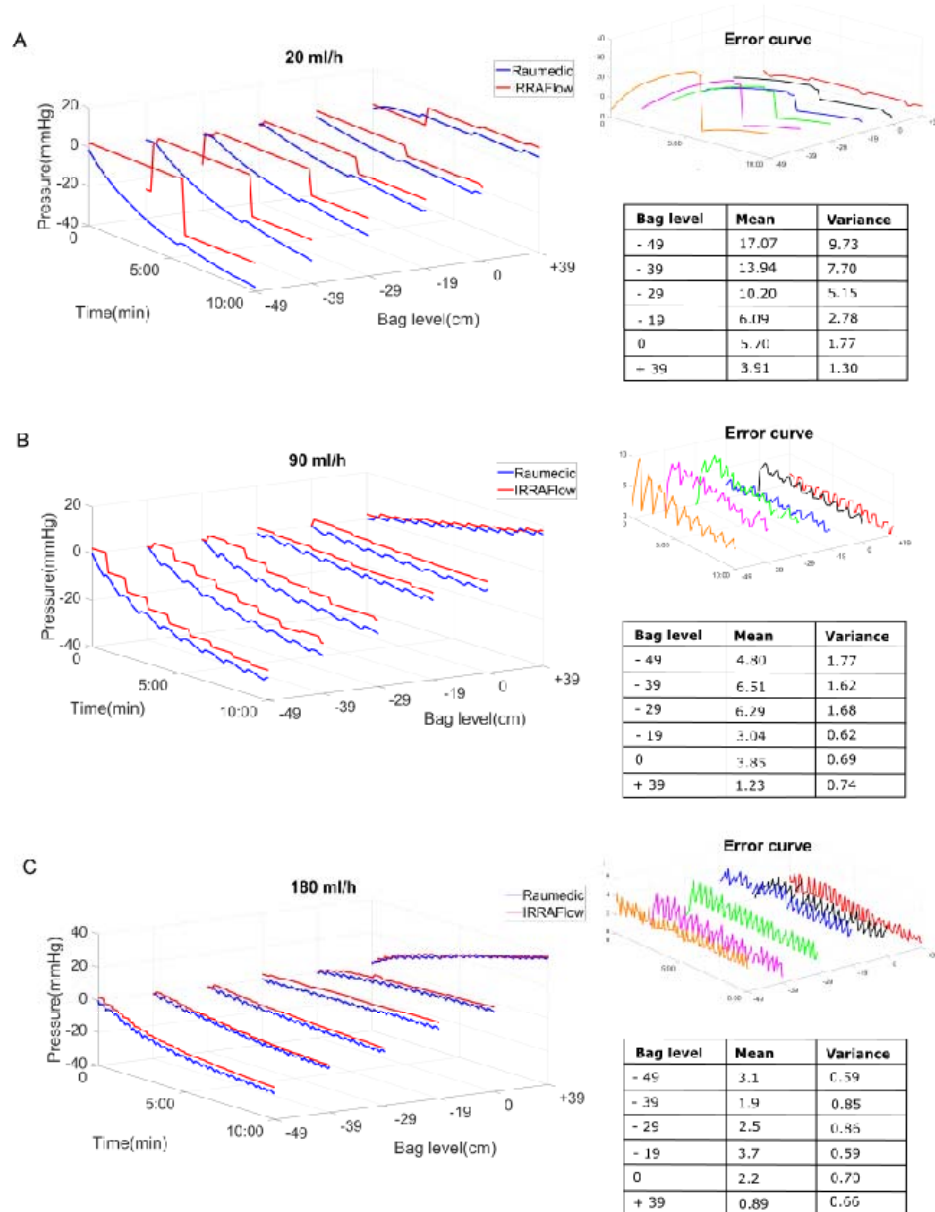 A
20 ml/h
Raumedic
IRRAFlow
Pressure(mmHg)
20
0
-20
-40
0
5:00
10:00
Time(min)
-49
-39
-29
-19
0
+39
Bag level(cm)
Error curve
Bag level Mean Variance
- 49 17.07 9.73
- 39 13.94 7.70
- 29 10.20 5.15
- 19 6.09 2.78
0 5.70 1.77
+ 39 3.91 1.30
B
90 ml/h
Raumedic
IRRAFlow
Pressure(mmHg)
20
0
-20
-40
0
5:00
10:00
Time(min)
-49
-39
-29
-19
0
+39
Bag level(cm)
Error curve
Bag level Mean Variance
- 49 4.80 1.77
- 39 6.51 1.62
- 29 6.29 1.68
- 19 3.04 0.62
0 3.85 0.69
+ 39 1.23 0.74
C
180 ml/h
Raumedic
IRRAFlow
Pressure(mmHg)
40
20
0
-20
-40
0
5:00
10:00
Time(min)
-49
-39
-29
-19
0
+39
Bag level(cm)
Error curve
Bag level Mean Variance
- 49 3.1 0.59
- 39 1.9 0.85
- 29 2.5 0.86
- 19 3.7 0.59
0 2.2 0.70
+ 39 0.89 0.66